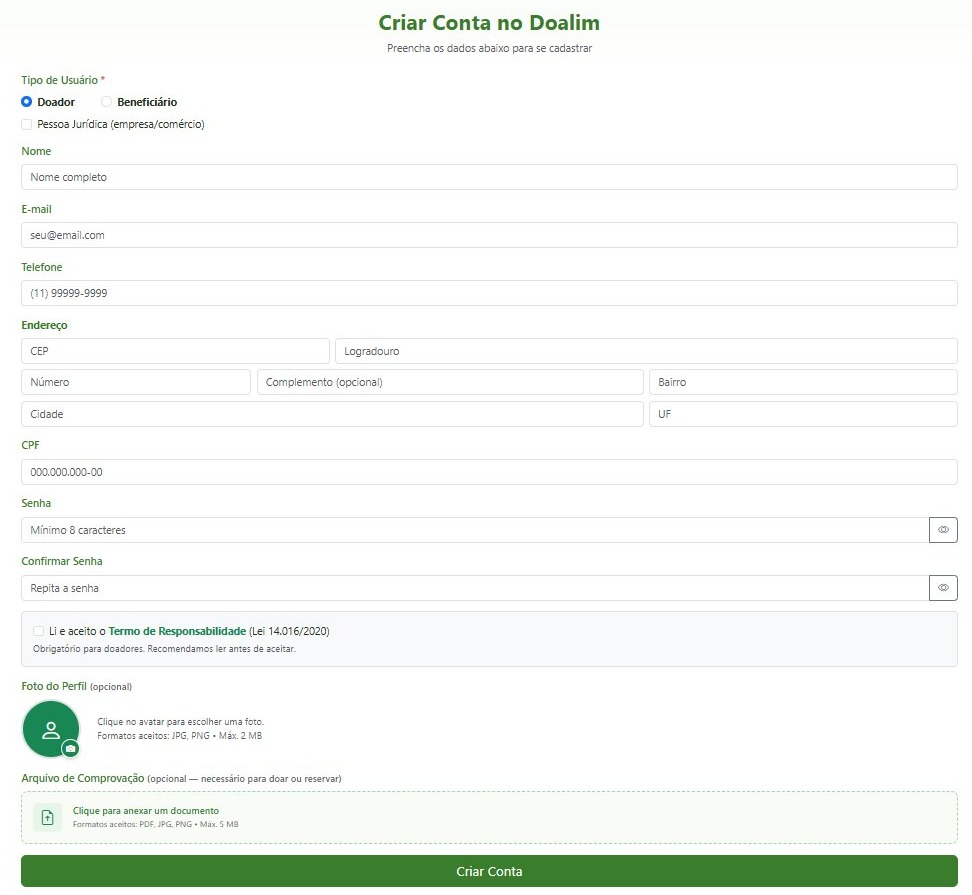 Criar Conta no Doalim
Preencha os dados abaixo para se cadastrar
Tipo de Usuário *
Doador Beneficiário
Pessoa Jurídica (empresa/comércio)
Nome
Nome completo
E-mail
seu@email.com
Telefone
(11) 99999-9999
Endereço
CEP Logradouro
Número Complemento (opcional) Bairro
Cidade UF
CPF
000.000.000-00
Senha
Mínimo 8 caracteres
Confirmar Senha
Repita a senha
Li e aceito o Termo de Responsabilidade (Lei 14.016/2020)
Obrigatório para doadores. Recomendamos ler antes de aceitar.
Foto do Perfil (opcional)
Clique no avatar para escolher uma foto.
Formatos aceitos: JPG, PNG • Máx. 2 MB
Arquivo de Comprovação (opcional — necessário para doar ou reservar)
Clique para anexar um documento
Formatos aceitos: PDF, JPG, PNG • Máx. 5 MB
Criar Conta